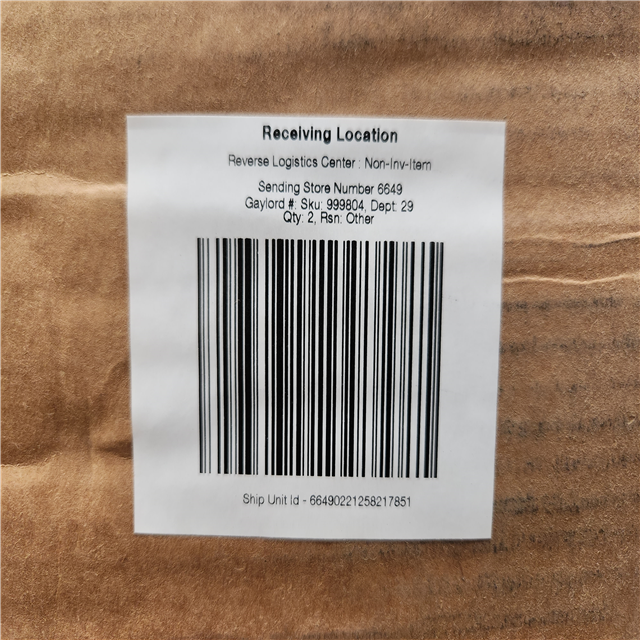 Receiving Location
Reverse Logistics Center : Non-Inv-Item
Sending Store Number 6649
Gaylord #: Sku: 999804, Dept: 29
Qty: 2, Rsn: Other
Ship Unit Id - 66490221258217851